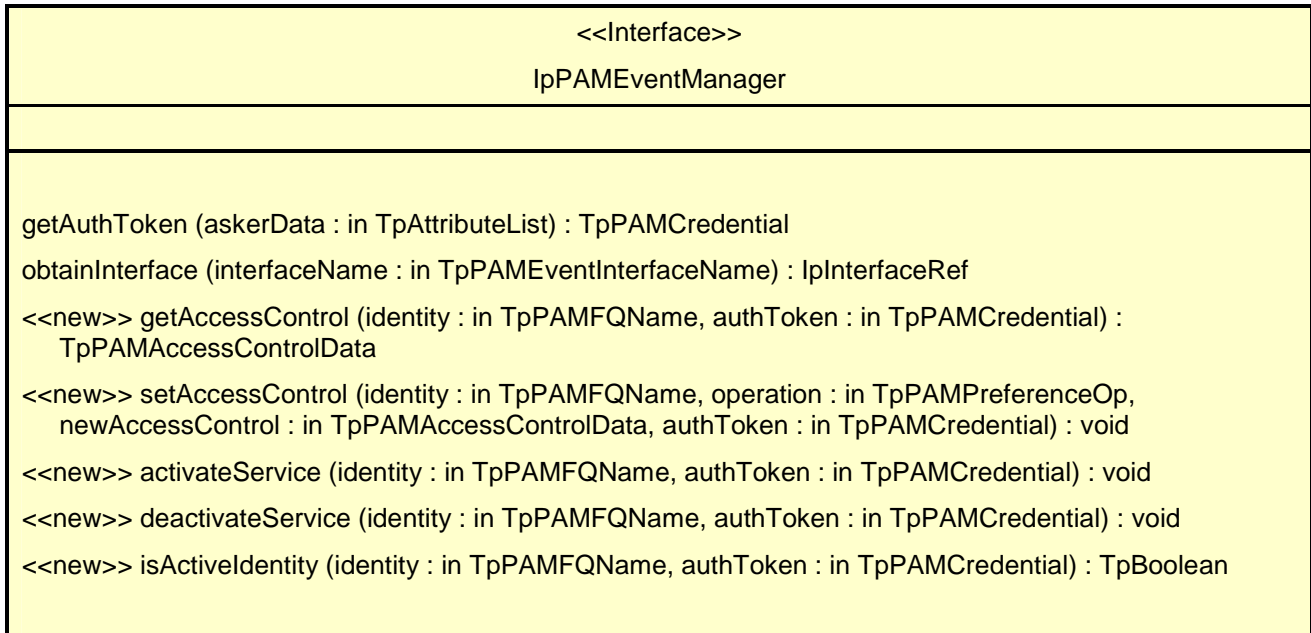 <<Interface>>
IpPAMEventManager
getAuthToken (askerData : in TpAttributeList) : TpPAMCredential
obtainInterface (interfaceName : in TpPAMEventInterfaceName) : IpInterfaceRef
<<new>> getAccessControl (identity : in TpPAMFQName, authToken : in TpPAMCredential) :
TpPAMAccessControlData
<<new>> setAccessControl (identity : in TpPAMFQName, operation : in TpPAMPreferenceOp,
newAccessControl : in TpPAMAccessControlData, authToken : in TpPAMCredential) : void
<<new>> activateService (identity : in TpPAMFQName, authToken : in TpPAMCredential) : void
<<new>> deactivateService (identity : in TpPAMFQName, authToken : in TpPAMCredential) : void
<<new>> isActiveIdentity (identity : in TpPAMFQName, authToken : in TpPAMCredential) : TpBoolean